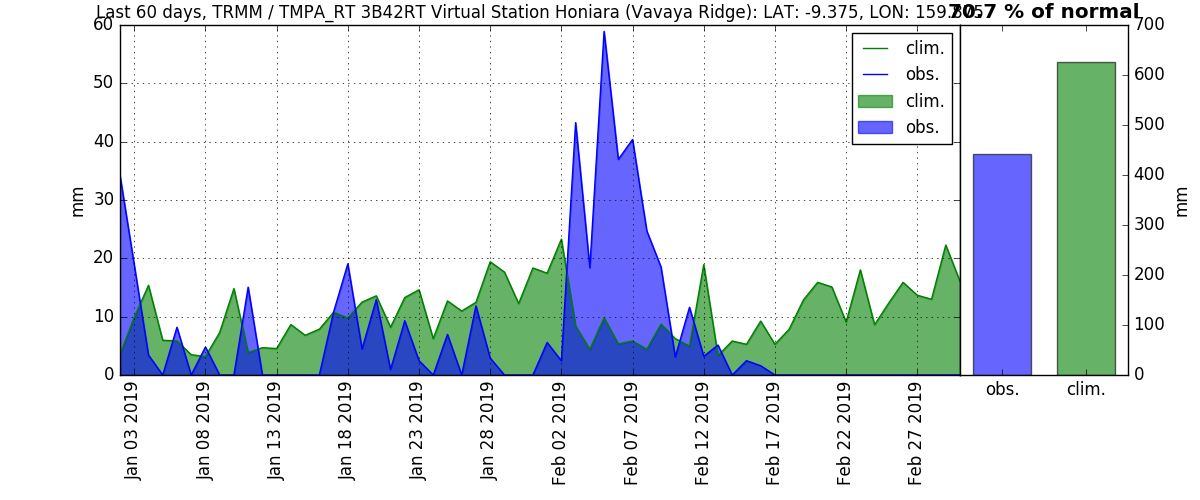 Last 60 days, TRMM / TMPA_RT 3B42RT Virtual Station Honiara (Vavaya Ridge): LAT: -9.375, LON:
70.7 % of normal
60
50
40
30
20
10
0
mm
clim.
obs.
clim.
obs.
Jan 03 2019
Jan 08 2019
Jan 13 2019
Jan 18 2019
Jan 23 2019
Jan 28 2019
Feb 02 2019
Feb 07 2019
Feb 12 2019
Feb 17 2019
Feb 22 2019
Feb 27 2019
obs.
clim.
700
600
500
400
300
200
100
0
mm